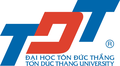 TDT
ĐẠI HỌC TÔN ĐỨC THẮNG
TON DUC THANG UNIVERSITY